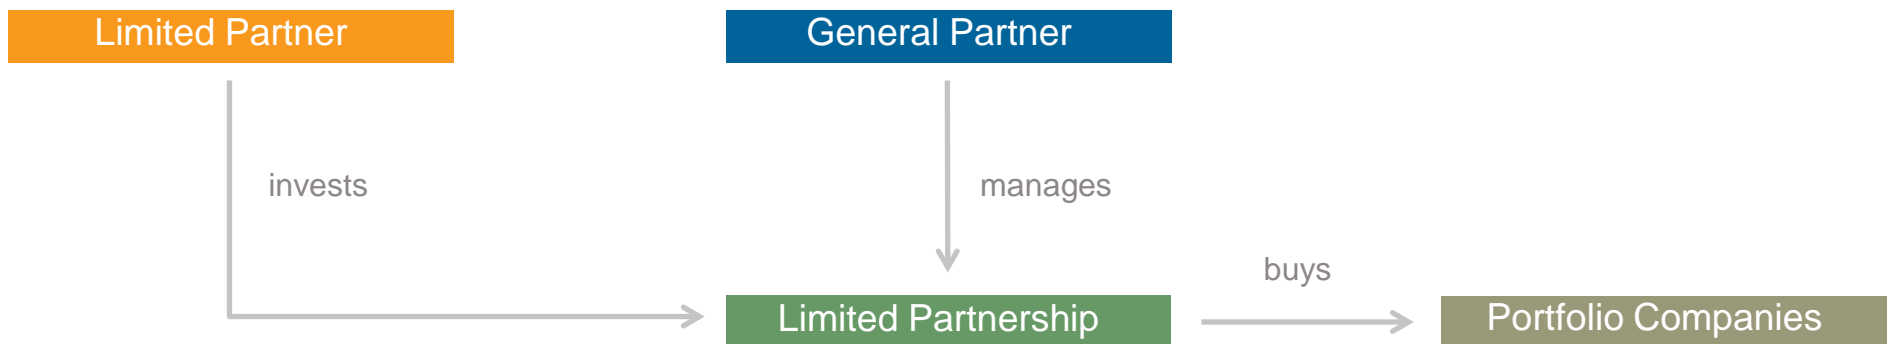 Limited Partner
General Partner
invests
manages
buys
Limited Partnership
Portfolio Companies